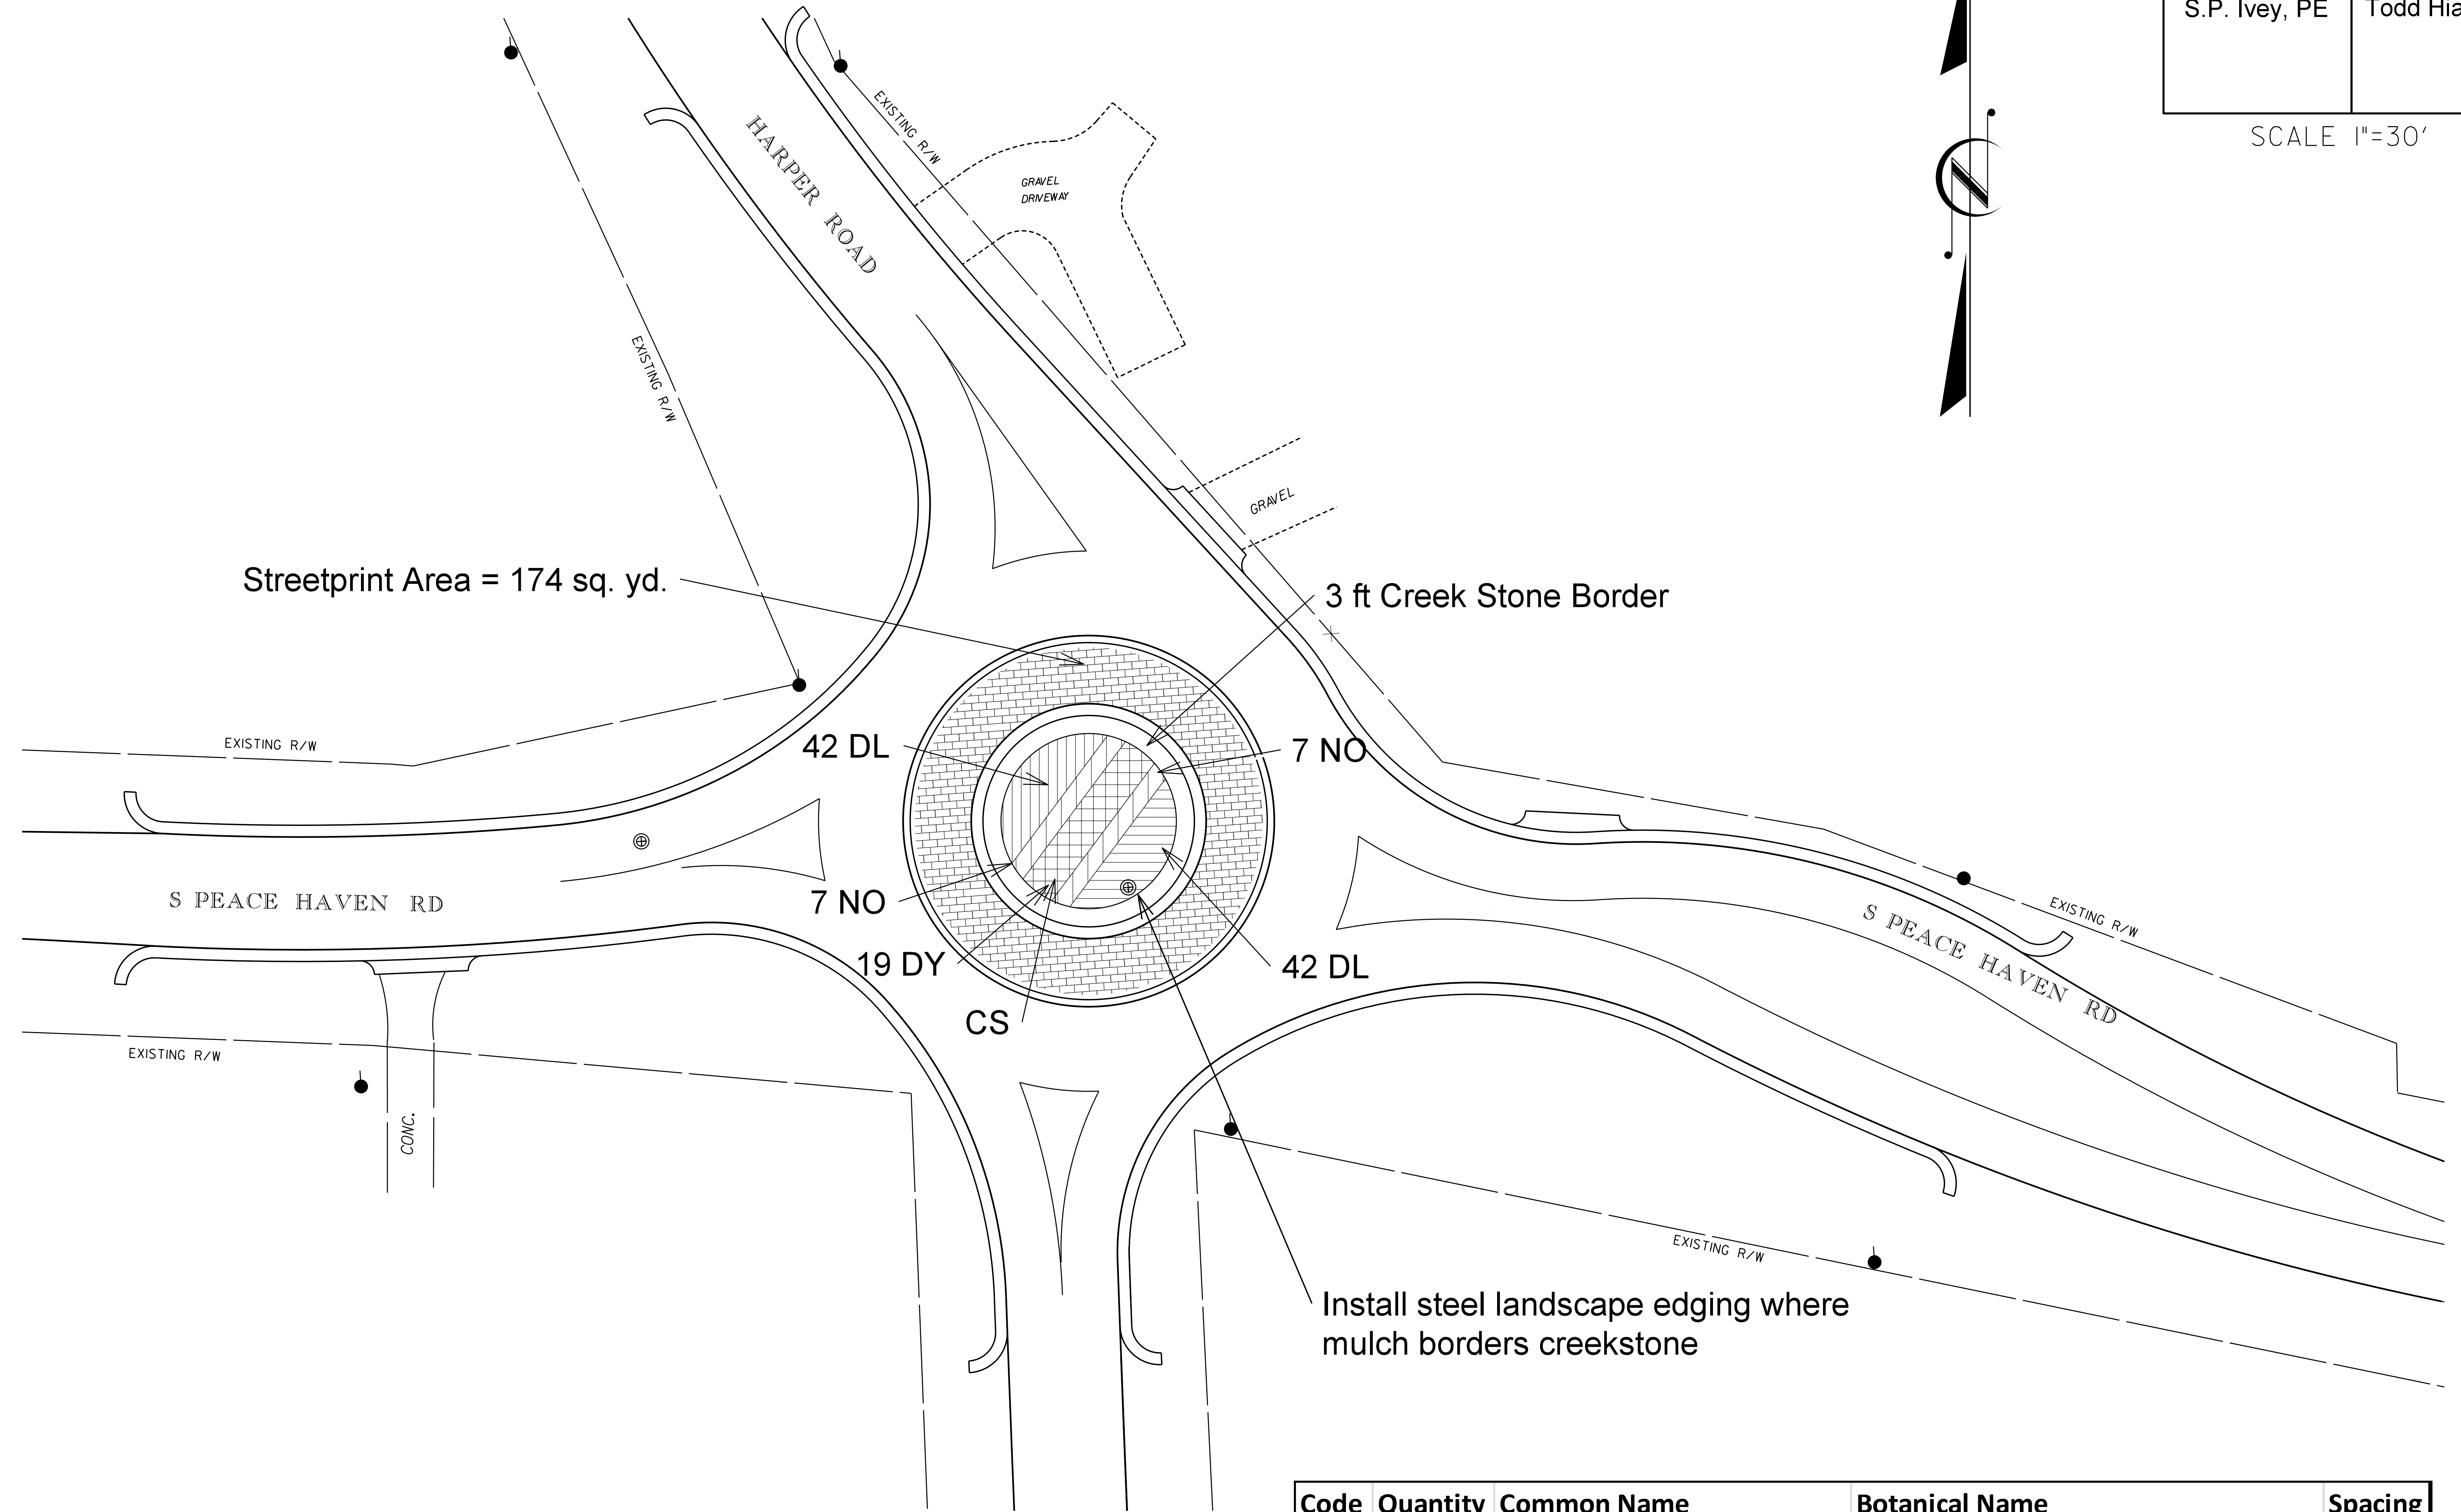 S.P. Ivey, PE
SCALE 1"=30'
HARPER ROAD
EXISTING R/W
GRAVEL
DRIVEWAY
EXISTING R/W
GRAVEL
Streetprint Area = 174 sq. yd.
3 ft Creek Stone Border
EXISTING R/W
42 DL
7 NO
S PEACE HAVEN RD
7 NO
EXISTING R/W
S PEACE HAVEN RD
19 DY
42 DL
CS
EXISTING R/W
CONC.
EXISTING R/W
Install steel landscape edging where
mulch borders creekstone
Code Quantity Common Name Botanical Name Spacing
N